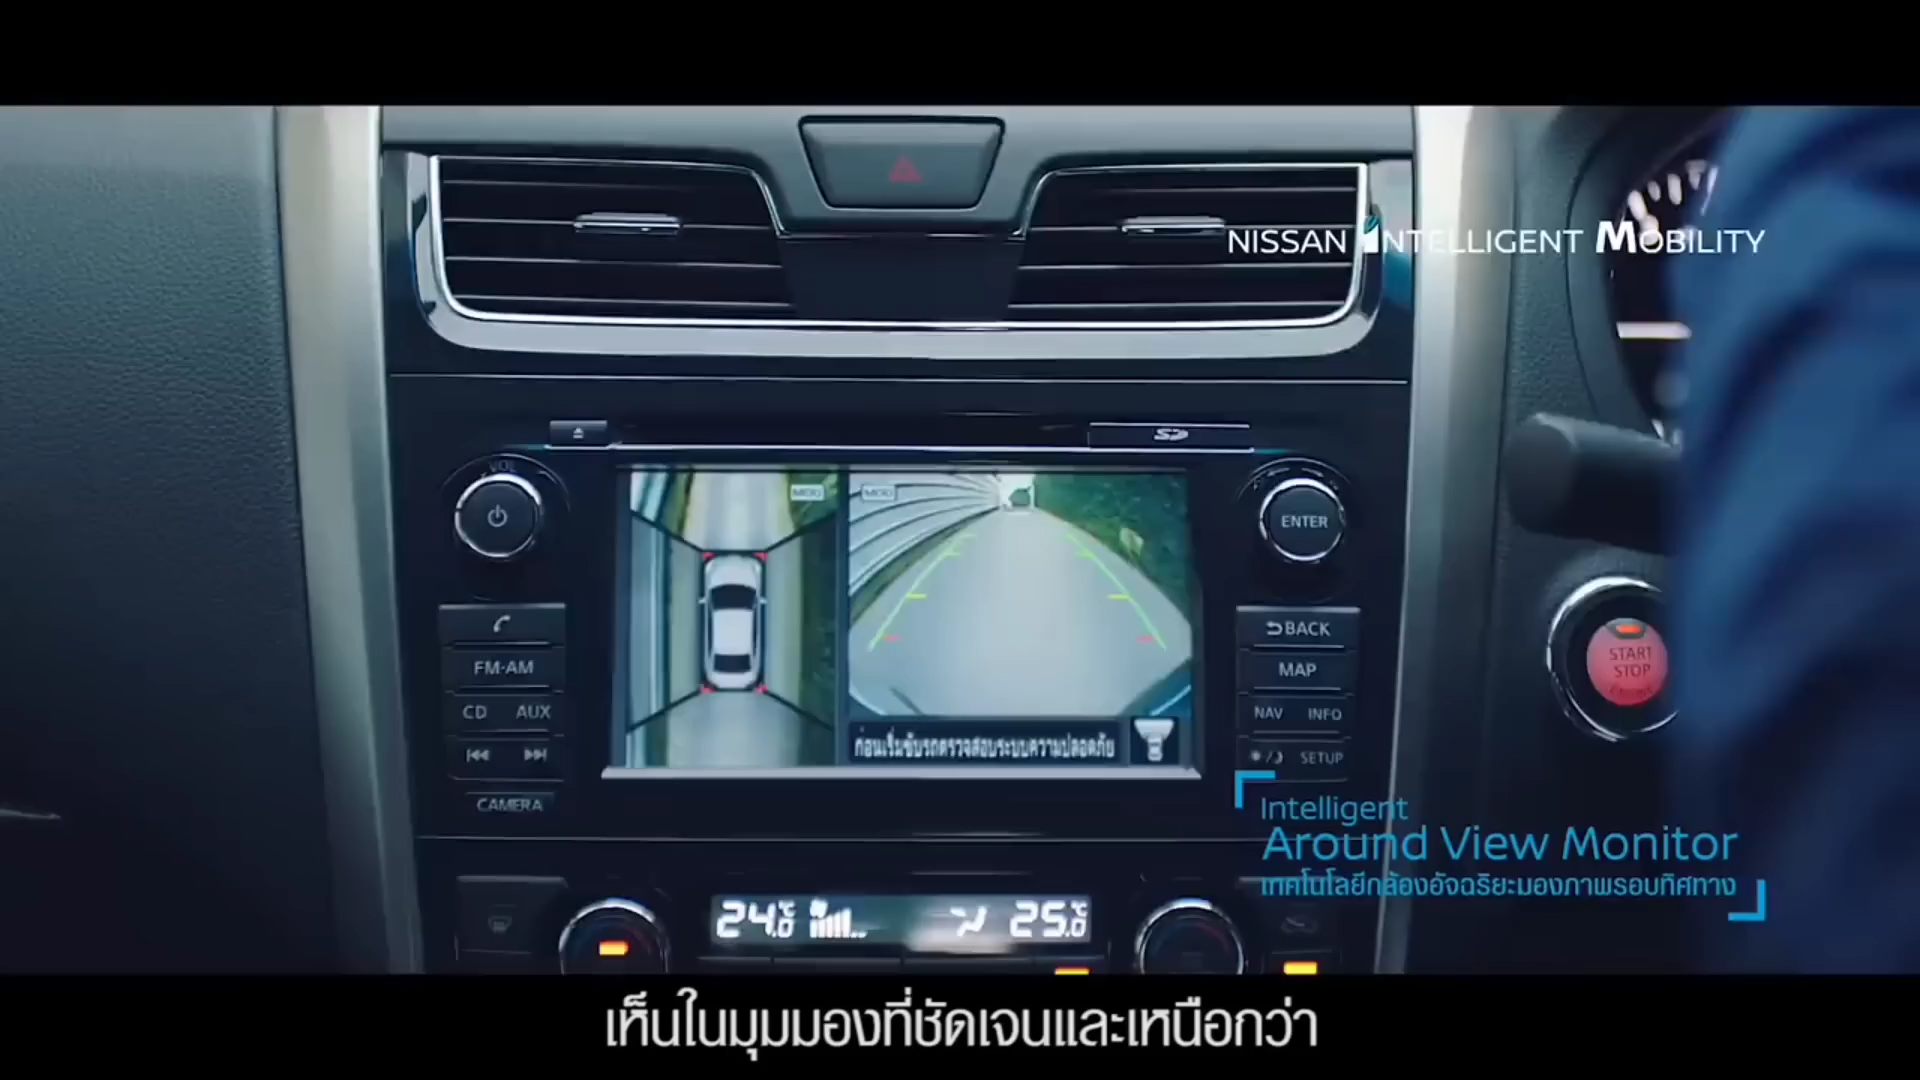 NISSAN INTELLIGENT MOBILITY
SD
VOL
ENTER
BACK
FM·AM
MAP
CD AUX
NAV INFO
SETUP
CAMERA
START
STOP
ก่อนเริ่มขับรถตรวจสอบระบบความปลอดภัย
Intelligent
Around View Monitor
เทคโนโลยีกล้องอัจฉริยะมองภาพรอบทิศทาง
24.0°C 25.0°C
เห็นในมุมมองที่ชัดเจนและเหนือกว่า